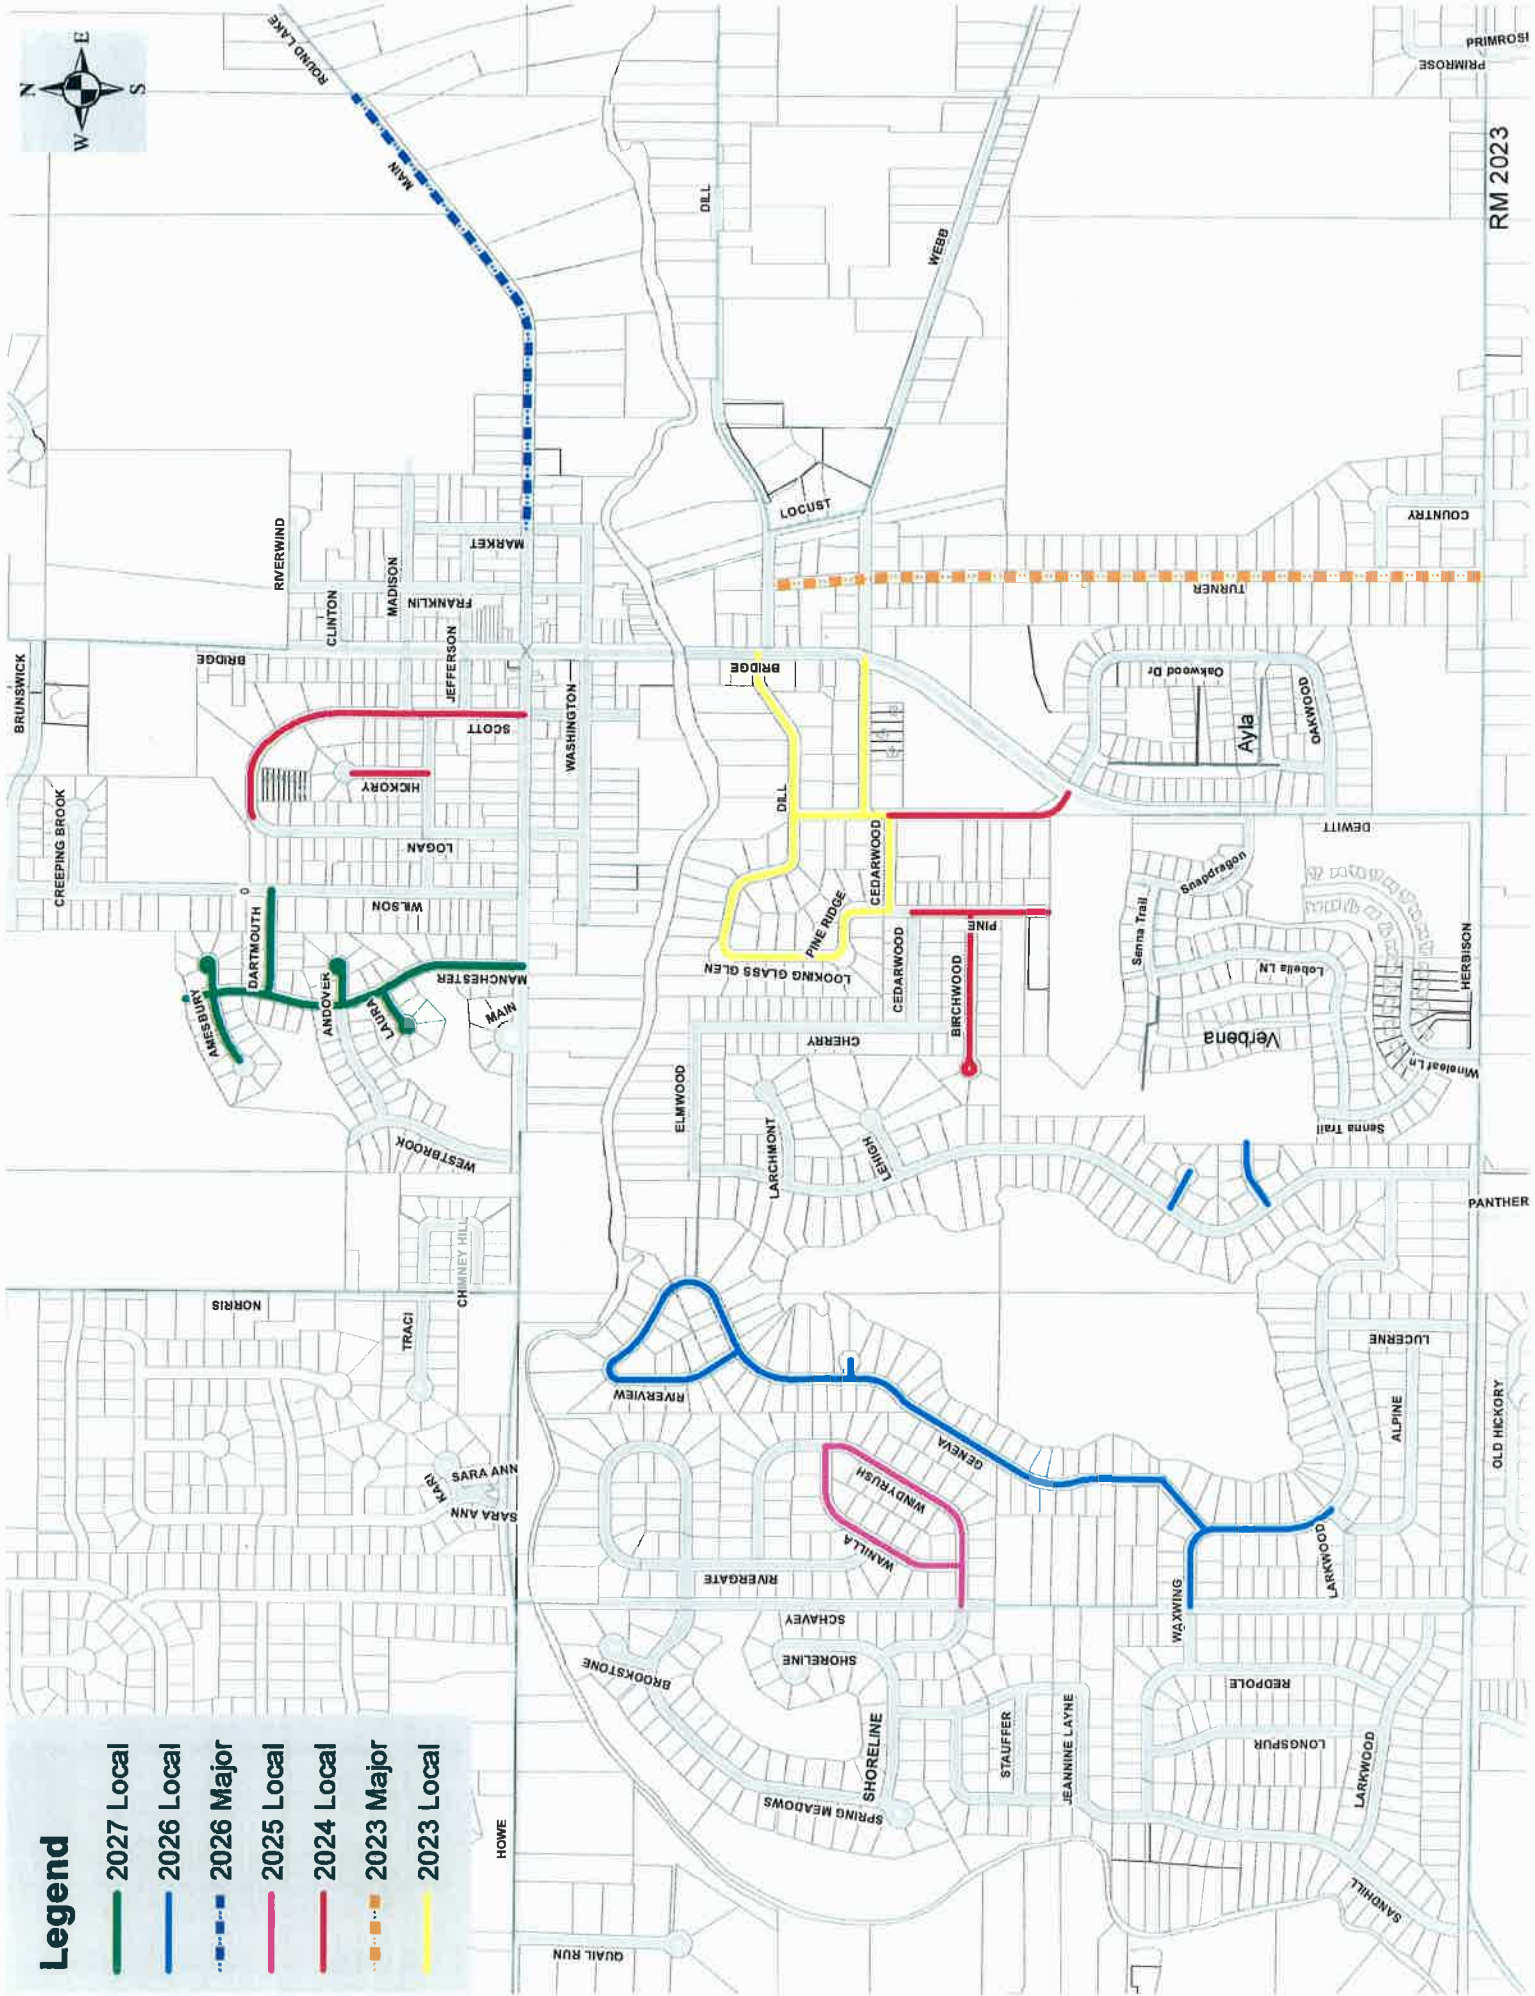 Legend
2027 Local
2026 Local
2026 Major
2025 Local
2024 Local
2023 Major
2023 Local
N
E
S
W
ROUND LAKE
MAIN
BRUNSWICK
CREEPING BROOK
BRIDGE
RIVERWIND
CLINTON
MADISON
FRANKLIN
MARKET
JEFFERSON
SCOTT
WASHINGTON
HICKORY
LOGAN
WILSON
DARTMOUTH
AMESBURY
ANDOVER
LAURA
MANCHESTER
MAIN
WESTBROOK
CHIMNEY HILL
NORRIS
TRACI
KARI
SARA ANN
SARA ANN
HOWE
QUAIL RUN
DILL
WEBB
LOCUST
TURNER
COUNTRY
PRIMROSE
PRIMROSE
RM 2023
BRIDGE
DILL
CEDARWOOD
PINE RIDGE
LOOKING GLASS GLEN
CEDARWOOD
PINE
BIRCHWOOD
CHERRY
ELMWOOD
LARCHMONT
LEHIGH
Oakwood Dr
Ayla
OAKWOOD
DEWITT
Snapdragon
Senna Trail
Lobelia LN
Verbena
HERBISON
Wineleaf Ln
Senna Trail
PANTHER
LUCERNE
ALPINE
OLD HICKORY
RIVERVIEW
GENEVA
WINDYRUSH
WANILLA
RIVERGATE
SCHAVEY
BROOKSTONE
SHORELINE
SHORELINE
SPRING MEADOWS
STAUFFER
JEANNINE LAYNE
WAXWING
LARKWOOD
REDPOLE
LONGSPUR
LARKWOOD
SANDHILL